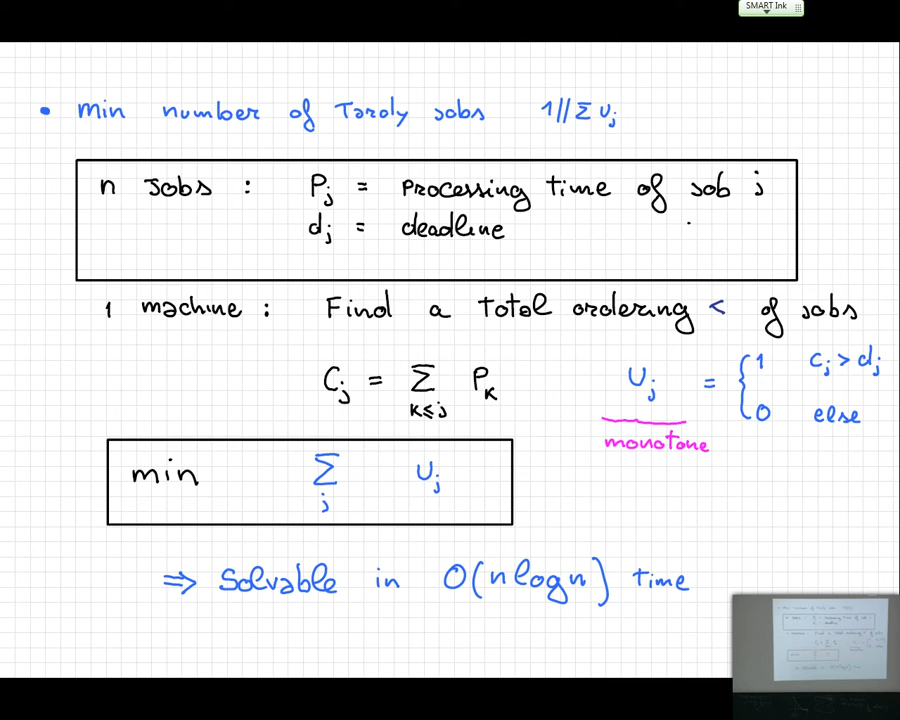 SMART Ink
• min number of Tardy jobs 1//Σ Uj
n jobs : Pj = Processing time of job j
dj = deadline
1 machine : Find a total ordering < of jobs
Cj = Σ k≤j Pk Uj = { 1 Cj > dj
0 else
monotone
min Σ j Uj
⇒ Solvable in O(n log n) time